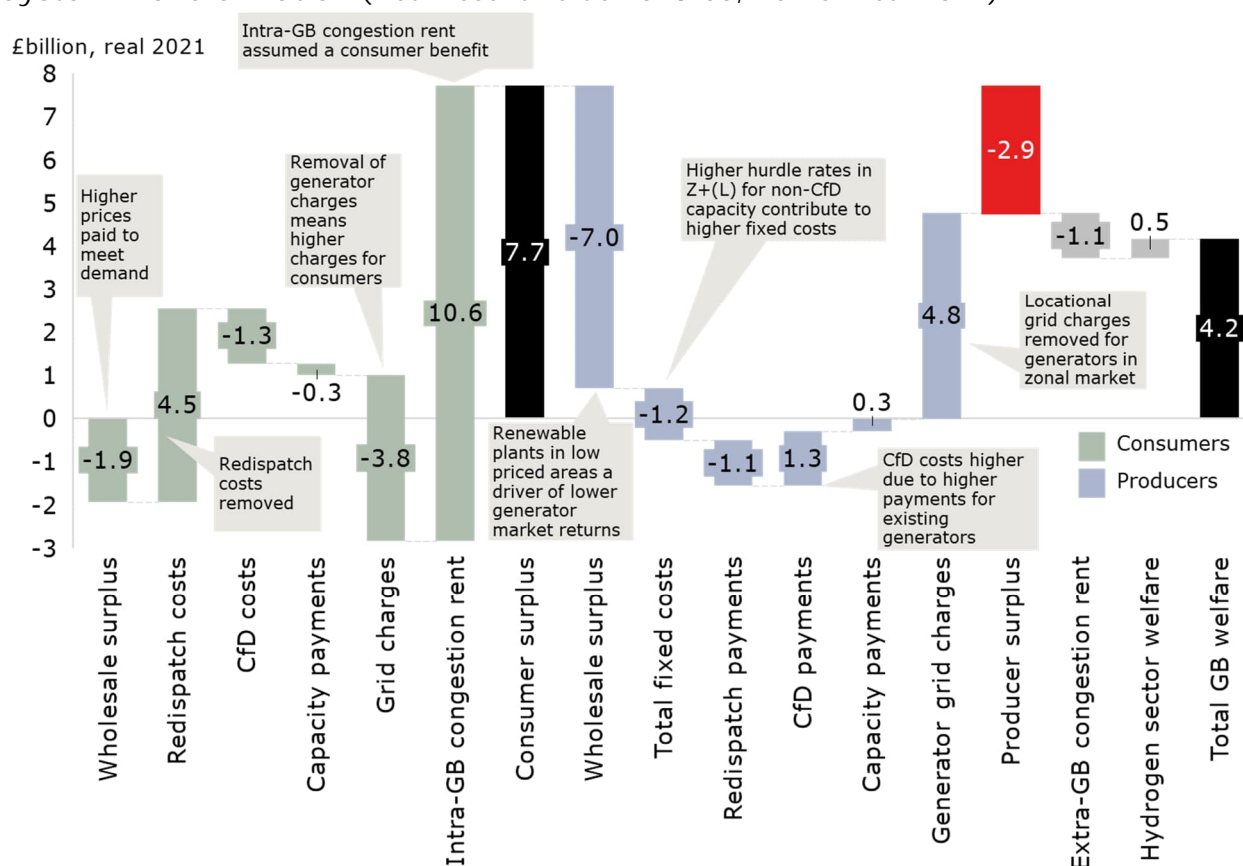 £billion, real 2021
8
7
6
5
4
3
2
1
0
-1
-2
-3
Intra-GB congestion rent
assumed a consumer benefit
Higher
prices
paid to
meet
demand
Removal of
generator
charges
means
higher
charges for
consumers
Redispatch
costs
removed
Higher hurdle rates in
Z+(L) for non-CfD
capacity contribute to
higher fixed costs
Renewable
plants in low
priced areas a
driver of lower
generator
market returns
Locational
grid charges
removed for
generators in
zonal market
CfD costs higher
due to higher
payments for
existing
generators
-1.9
4.5
-1.3
-0.3
-3.8
10.6
7.7
-7.0
-1.2
-1.1
1.3
0.3
4.8
-2.9
-1.1
0.5
4.2
Consumers
Producers
Wholesale surplus
Redispatch costs
CfD costs
Capacity payments
Grid charges
Intra-GB congestion rent
Consumer surplus
Wholesale surplus
Total fixed costs
Redispatch payments
CfD payments
Capacity payments
Generator grid charges
Producer surplus
Extra-GB congestion rent
Hydrogen sector welfare
Total GB welfare